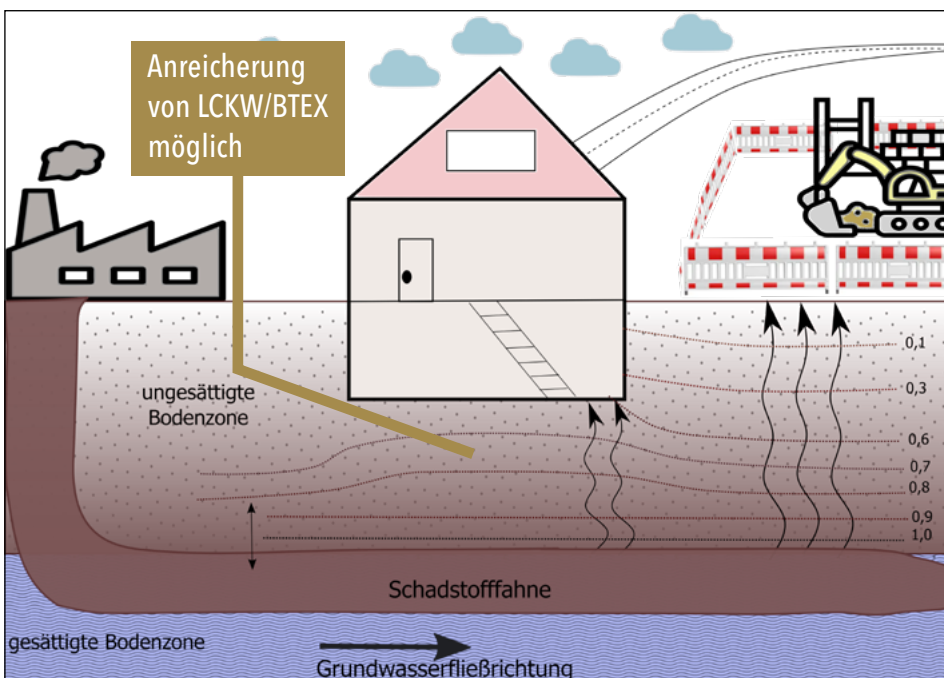 Anreicherung
von LCKW/BTEX
möglich
0,1
0,3
ungesättigte
Bodenzone
0,6
0,7
0,8
0,9
1,0
Schadstofffahne
gesättigte Bodenzone
Grundwasserfließrichtung